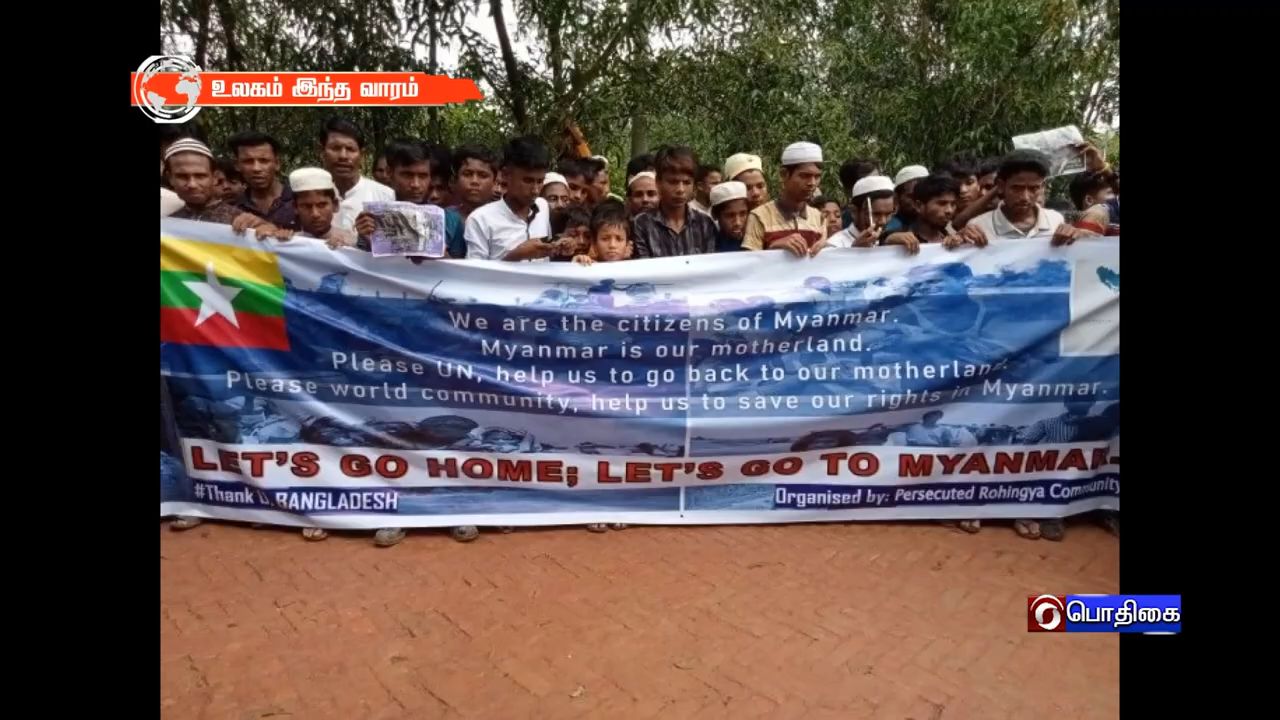 உலகம் இந்த வாரம்
We are the citizens of Myanmar.
Myanmar is our motherland.
Please UN, help us to go back to our motherland.
Please world community, help us to save our rights in Myanmar.
LET'S GO HOME; LET'S GO TO MYANMAR
#Thank U, BANGLADESH
Organised by: Persecuted Rohingya Community
பொதிகை